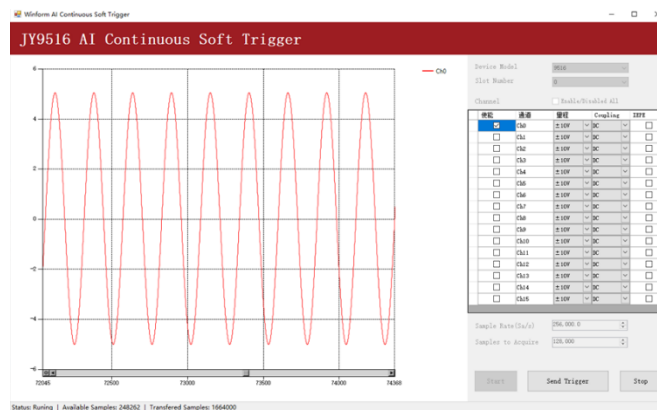 Winform AI Continuous Soft Trigger
JY9516 AI Continuous Soft Trigger
Ch0
6
4
2
0
-2
-4
-6
72045
72500
73000
73500
74000
74360
Device Model 9516
Slot Number 0
Channel Enable/Disabled All
使能 通道 量程 Coupling IEPE
Ch0 ±10V DC
Ch1 ±10V DC
Ch2 ±10V DC
Ch3 ±10V DC
Ch4 ±10V DC
Ch5 ±10V DC
Ch6 ±10V DC
Ch7 ±10V DC
Ch8 ±10V DC
Ch9 ±10V DC
Ch10 ±10V DC
Ch11 ±10V DC
Ch12 ±10V DC
Ch13 ±10V DC
Ch14 ±10V DC
Ch15 ±10V DC
Sample Rate(Sa/s) 256,000.0
Samples to Acquire 128,000
Start Send Trigger Stop
Status: Runing | Available Samples: 248262 | Transfered Samples: 1664000